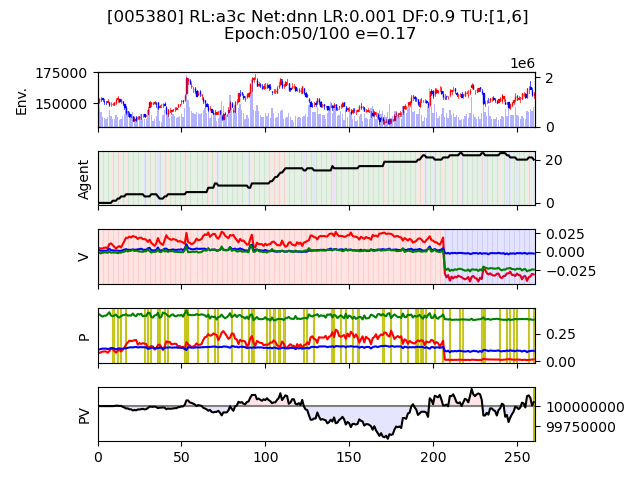 [005380] RL:a3c Net:dnn LR:0.001 DF:0.9 TU:[1,6]
Epoch:050/100 e=0.17
1e6
175000
150000
Env.
2
0
Agent
20
0
V
0.025
0.000
−0.025
P
0.25
0.00
PV
100000000
99750000
0 50 100 150 200 250